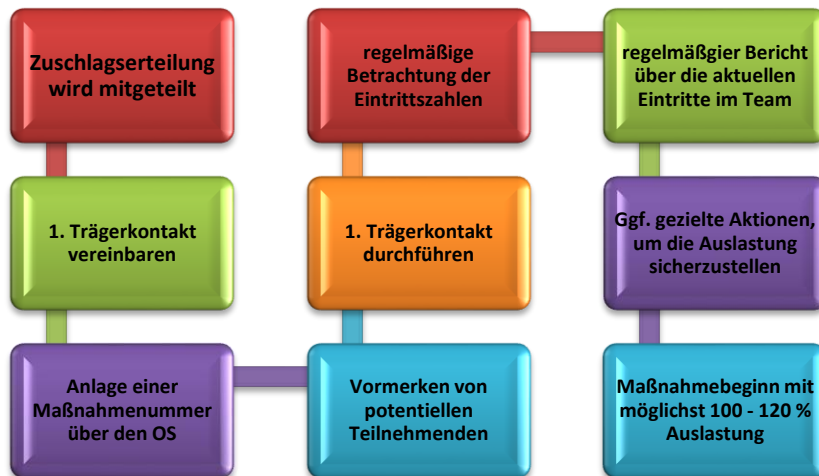 Zuschlagserteilung
wird mitgeteilt
1. Trägerkontakt
vereinbaren
Anlage einer
Maßnahmenummer
über den OS
Vormerken von
potentiellen
Teilnehmenden
1. Trägerkontakt
durchführen
regelmäßige
Betrachtung der
Eintrittszahlen
regelmäßgier Bericht
über die aktuellen
Eintritte im Team
Ggf. gezielte Aktionen,
um die Auslastung
sicherzustellen
Maßnahmebeginn mit
möglichst 100 - 120 %
Auslastung